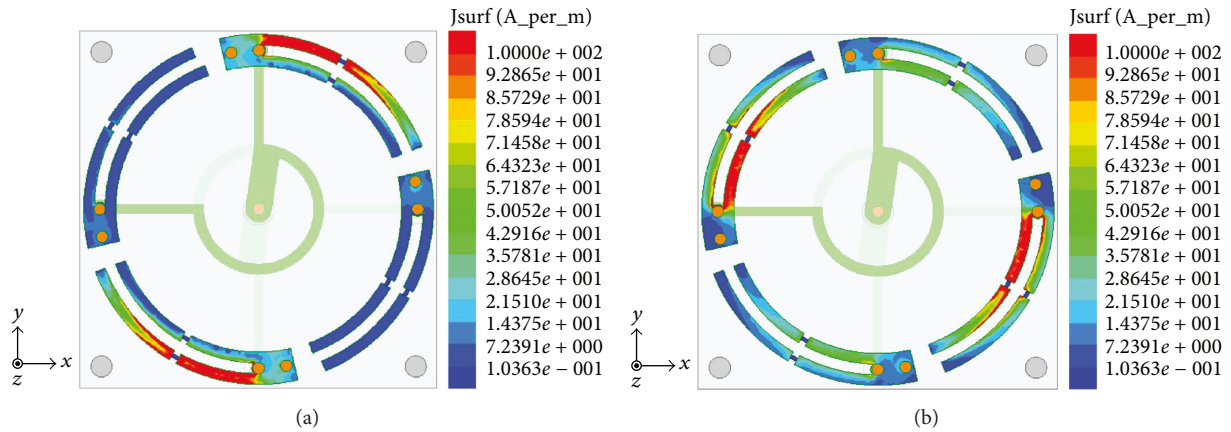 Jsurf (A_per_m)
1.0000e + 002
9.2865e + 001
8.5729e + 001
7.8594e + 001
7.1458e + 001
6.4323e + 001
5.7187e + 001
5.0052e + 001
4.2916e + 001
3.5781e + 001
2.8645e + 001
2.1510e + 001
1.4375e + 001
7.2391e + 000
1.0363e − 001
y
z
x
(a)
Jsurf (A_per_m)
1.0000e + 002
9.2865e + 001
8.5729e + 001
7.8594e + 001
7.1458e + 001
6.4323e + 001
5.7187e + 001
5.0052e + 001
4.2916e + 001
3.5781e + 001
2.8645e + 001
2.1510e + 001
1.4375e + 001
7.2391e + 000
1.0363e − 001
y
z
x
(b)